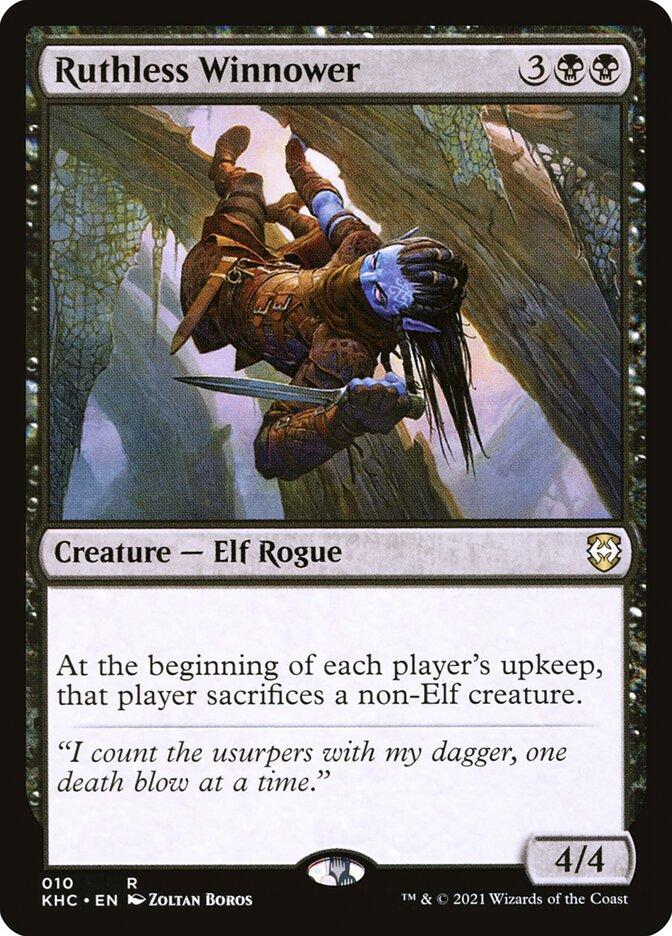 Ruthless Winnower 3
Creature — Elf Rogue
At the beginning of each player's upkeep,
that player sacrifices a non-Elf creature.
“I count the usurpers with my dagger, one
death blow at a time.”
4/4
010 R
KHC • EN Zoltan Boros
™ & © 2021 Wizards of the Coast